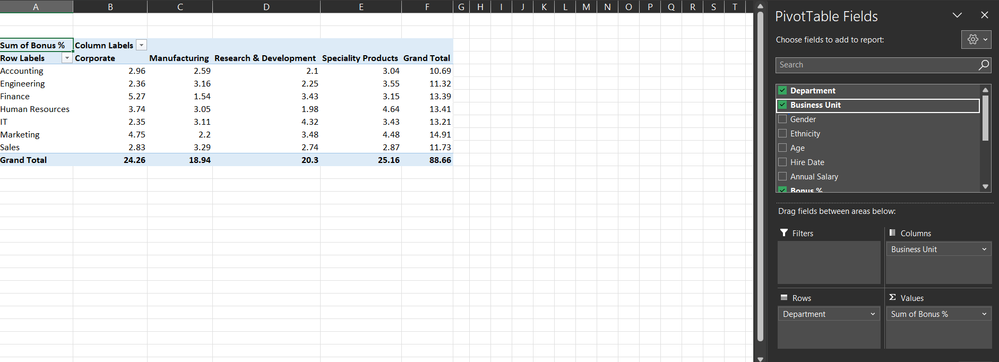 A B C D E F G H I J K L M N O P Q R S T
Sum of Bonus % Column Labels
Row Labels Corporate Manufacturing Research & Development Speciality Products Grand Total
Accounting 2.96 2.59 2.1 3.04 10.69
Engineering 2.36 3.16 2.25 3.55 11.32
Finance 5.27 1.54 3.43 3.15 13.39
Human Resources 3.74 3.05 1.98 4.64 13.41
IT 2.35 3.11 4.32 3.43 13.21
Marketing 4.75 2.2 3.48 4.48 14.91
Sales 2.83 3.29 2.74 2.87 11.73
Grand Total 24.26 18.94 20.3 25.16 88.66
PivotTable Fields
Choose fields to add to report:
Search
Department
Business Unit
Gender
Ethnicity
Age
Hire Date
Annual Salary
Bonus %
Drag fields between areas below:
Filters
Columns
Business Unit
Rows
Department
Values
Sum of Bonus %